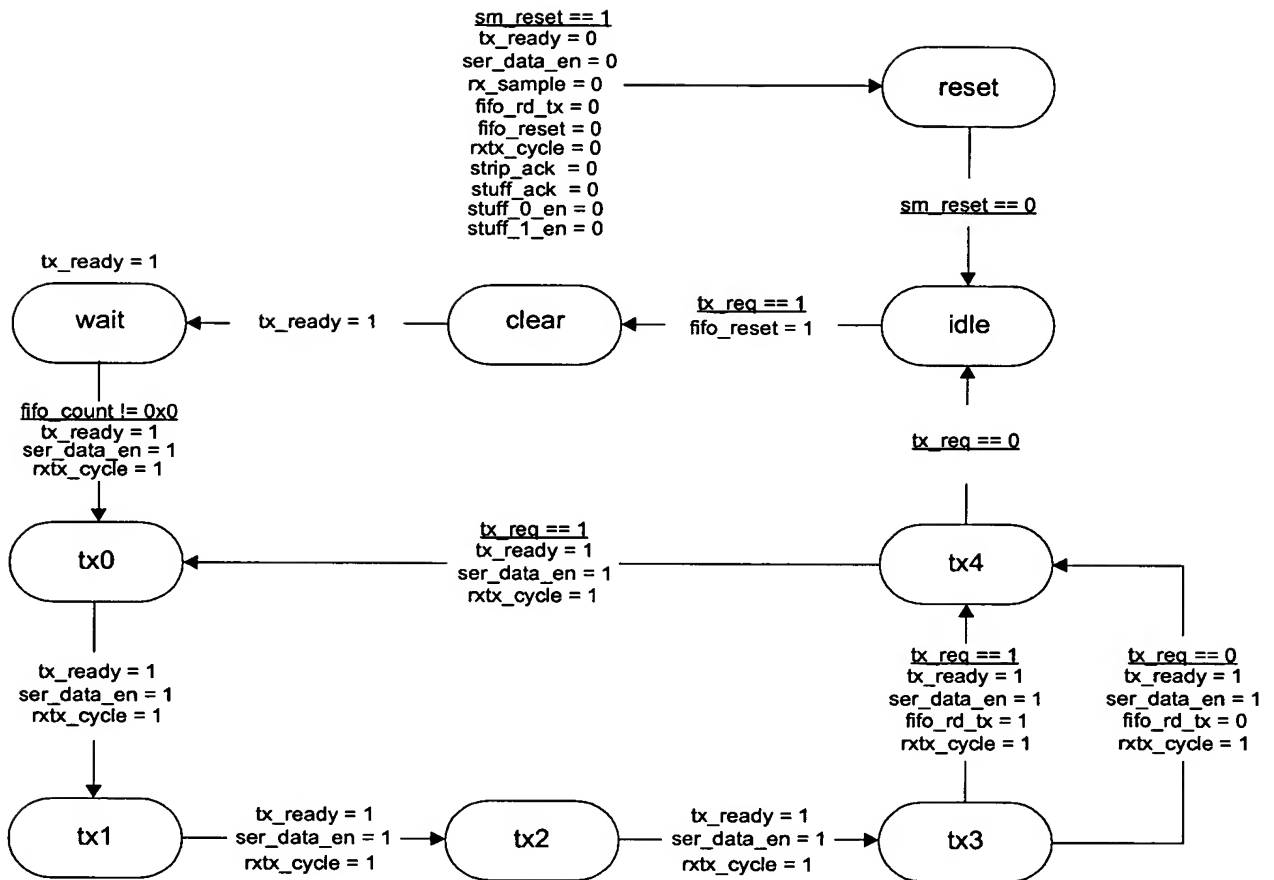 sm_reset == 1
tx_ready = 0
ser_data_en = 0
rx_sample = 0
fifo_rd_tx = 0
fifo_reset = 0
rxtx_cycle = 0
strip_ack = 0
stuff_ack = 0
stuff_0_en = 0
stuff_1_en = 0
reset
sm_reset == 0
tx_ready = 1
wait
tx_ready = 1
clear
tx_req == 1
fifo_reset = 1
idle
fifo_count != 0x0
tx_ready = 1
ser_data_en = 1
rxtx_cycle = 1
tx_req == 0
tx0
tx_req == 1
tx_ready = 1
ser_data_en = 1
rxtx_cycle = 1
tx4
tx_ready = 1
ser_data_en = 1
rxtx_cycle = 1
tx_req == 1
tx_ready = 1
ser_data_en = 1
fifo_rd_tx = 1
rxtx_cycle = 1
tx_req == 0
tx_ready = 1
ser_data_en = 1
fifo_rd_tx = 0
rxtx_cycle = 1
tx1
tx_ready = 1
ser_data_en = 1
rxtx_cycle = 1
tx2
tx_ready = 1
ser_data_en = 1
rxtx_cycle = 1
tx3